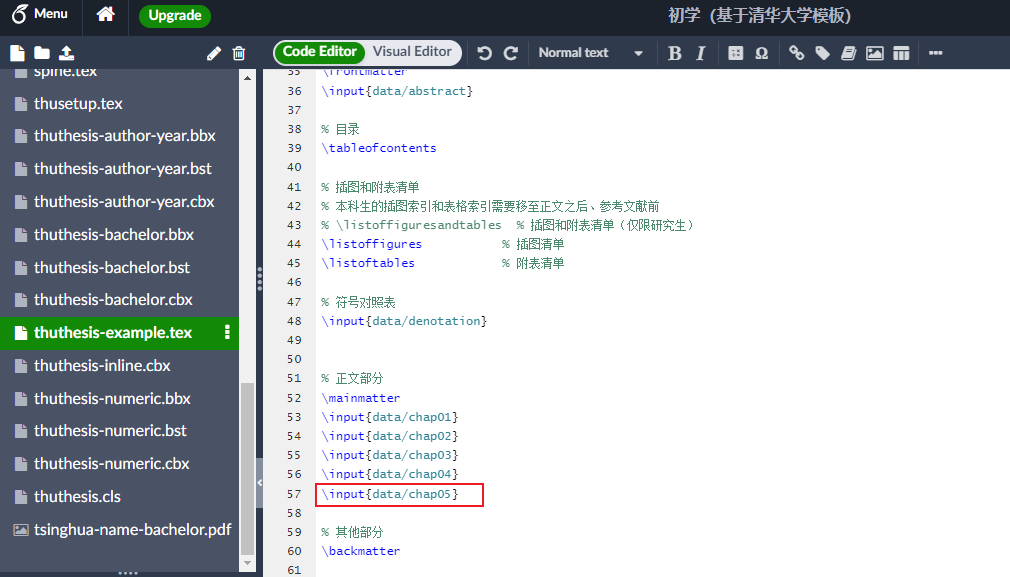 Menu
Upgrade
初学（基于清华大学模板）
Code Editor
Visual Editor
Normal text
B
I
Ω
spine.tex
thusetup.tex
thuthesis-author-year.bbx
thuthesis-author-year.bst
thuthesis-author-year.cbx
thuthesis-bachelor.bbx
thuthesis-bachelor.bst
thuthesis-bachelor.cbx
thuthesis-example.tex
thuthesis-inline.cbx
thuthesis-numeric.bbx
thuthesis-numeric.bst
thuthesis-numeric.cbx
thuthesis.cls
tsinghua-name-bachelor.pdf
35 \frontmatter
36 \input{data/abstract}
37
38 % 目录
39 \tableofcontents
40
41 % 插图和附表清单
42 % 本科生的插图索引和表格索引需要移至正文之后、参考文献前
43 % \listoffiguresandtables % 插图和附表清单（仅限研究生）
44 \listoffigures % 插图清单
45 \listoftables % 附表清单
46
47 % 符号对照表
48 \input{data/denotation}
49
50
51 % 正文部分
52 \mainmatter
53 \input{data/chap01}
54 \input{data/chap02}
55 \input{data/chap03}
56 \input{data/chap04}
57 \input{data/chap05}
58
59 % 其他部分
60 \backmatter
61